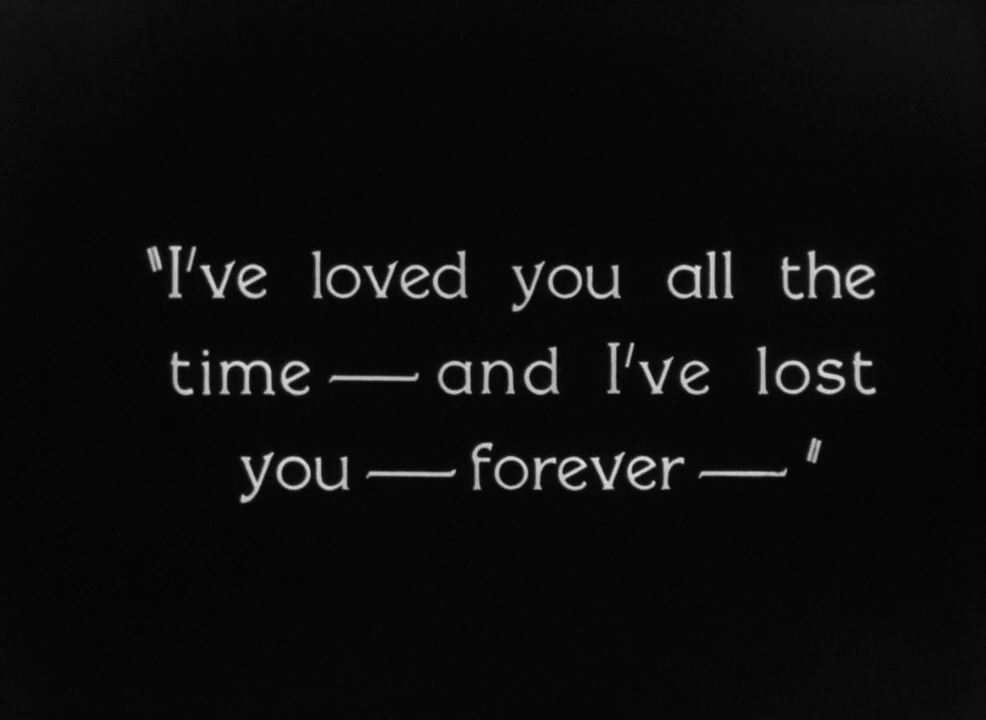 "I've loved you all the
time — and I've lost
you — forever — "